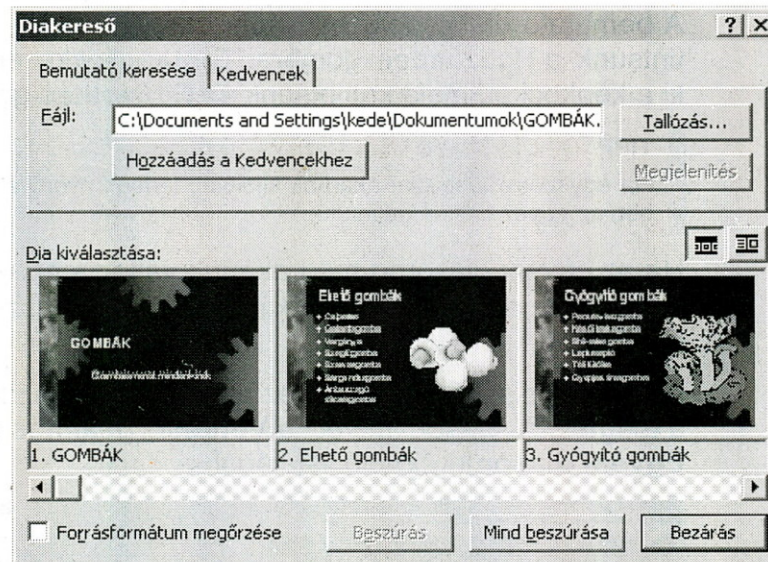 Diakereső
Bemutató keresése Kedvencek
Fájl: C:\Documents and Settings\kede\Dokumentumok\GOMBÁK. Tallózás...
Hozzáadás a Kedvencekhez Megjelenítés
Dia kiválasztása:
GOMBÁK
Ehető gombák
Gyógyító gombák
1. GOMBÁK 2. Ehető gombák 3. Gyógyító gombák
Forrásformátum megőrzése Beszúrás Mind beszúrása Bezárás